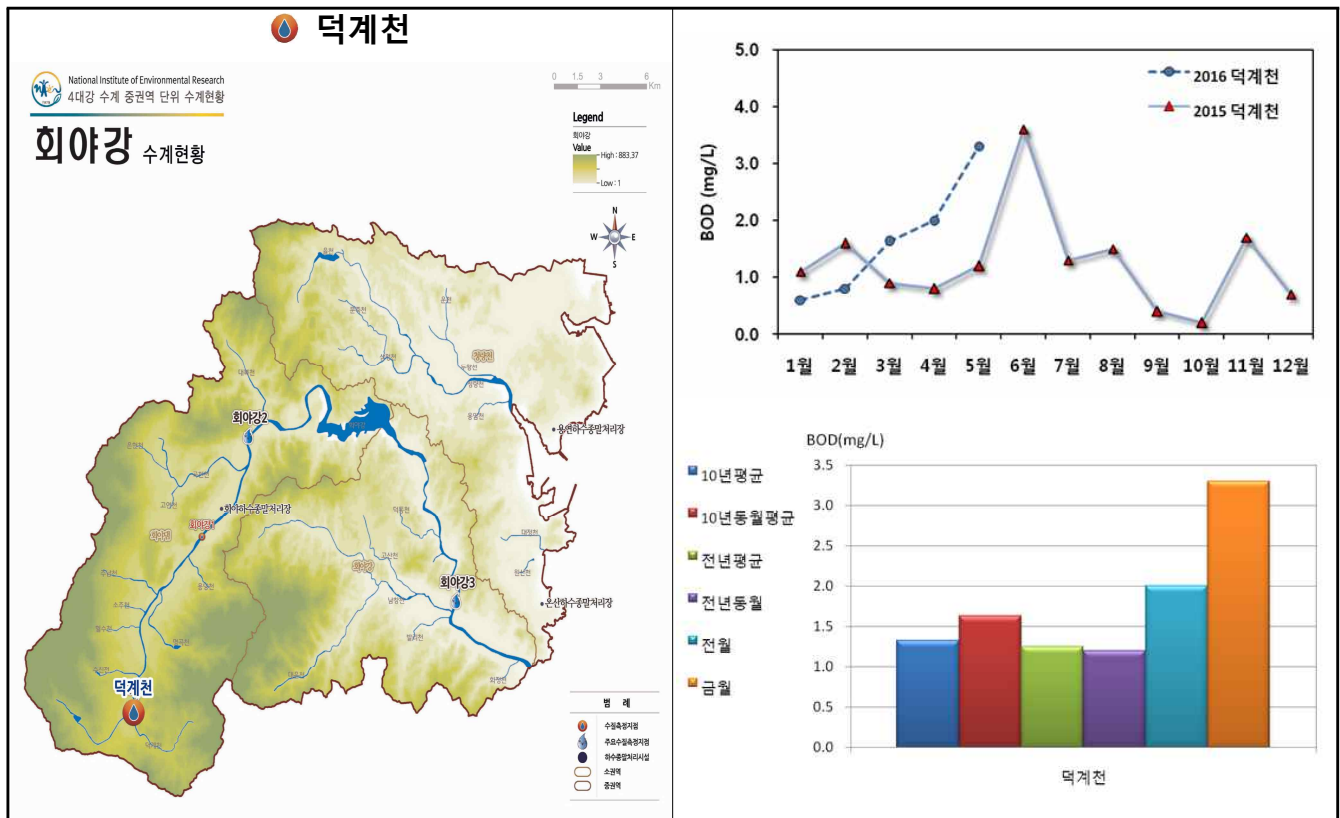 덕계천
National Institute of Environmental Research
4대강 수계 중권역 단위 수계현황
회야강 수계현황
0 1.5 3 6
Km
Legend
회야강
Value
High : 883.37
Low : 1
N
W E
S
회야강2
용연하수종말처리장
회야하수종말처리장
회야강3
온산하수종말처리장
덕계천
범 례
수질측정지점
주요수질측정지점
하수종말처리시설
소권역
중권역
BOD (mg/L)
5.0
4.0
3.0
2.0
1.0
0.0
2016 덕계천
2015 덕계천
1월 2월 3월 4월 5월 6월 7월 8월 9월 10월 11월 12월
BOD(mg/L)
10년평균
10년동월평균
전년평균
전년동월
전월
금월
3.5
3.0
2.5
2.0
1.5
1.0
0.5
0.0
덕계천